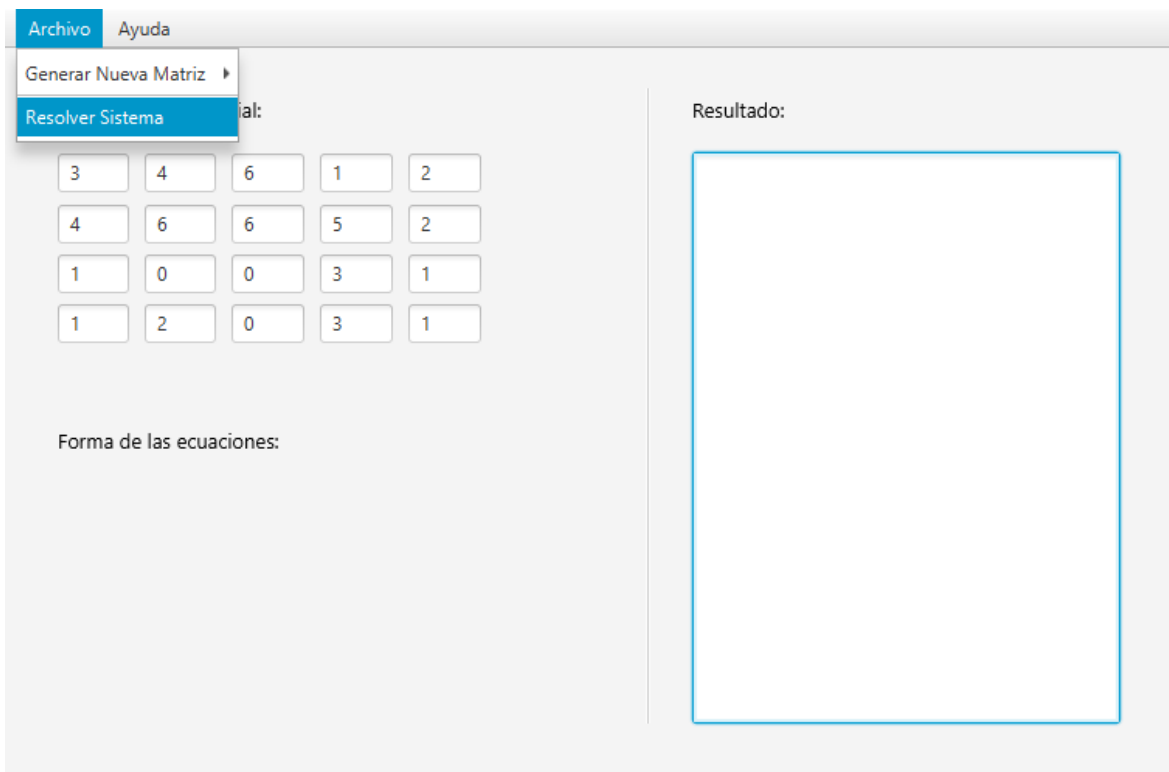 Archivo Ayuda
Generar Nueva Matriz
Resolver Sistema
ial:
Resultado:
3 4 6 1 2
4 6 6 5 2
1 0 0 3 1
1 2 0 3 1
Forma de las ecuaciones: